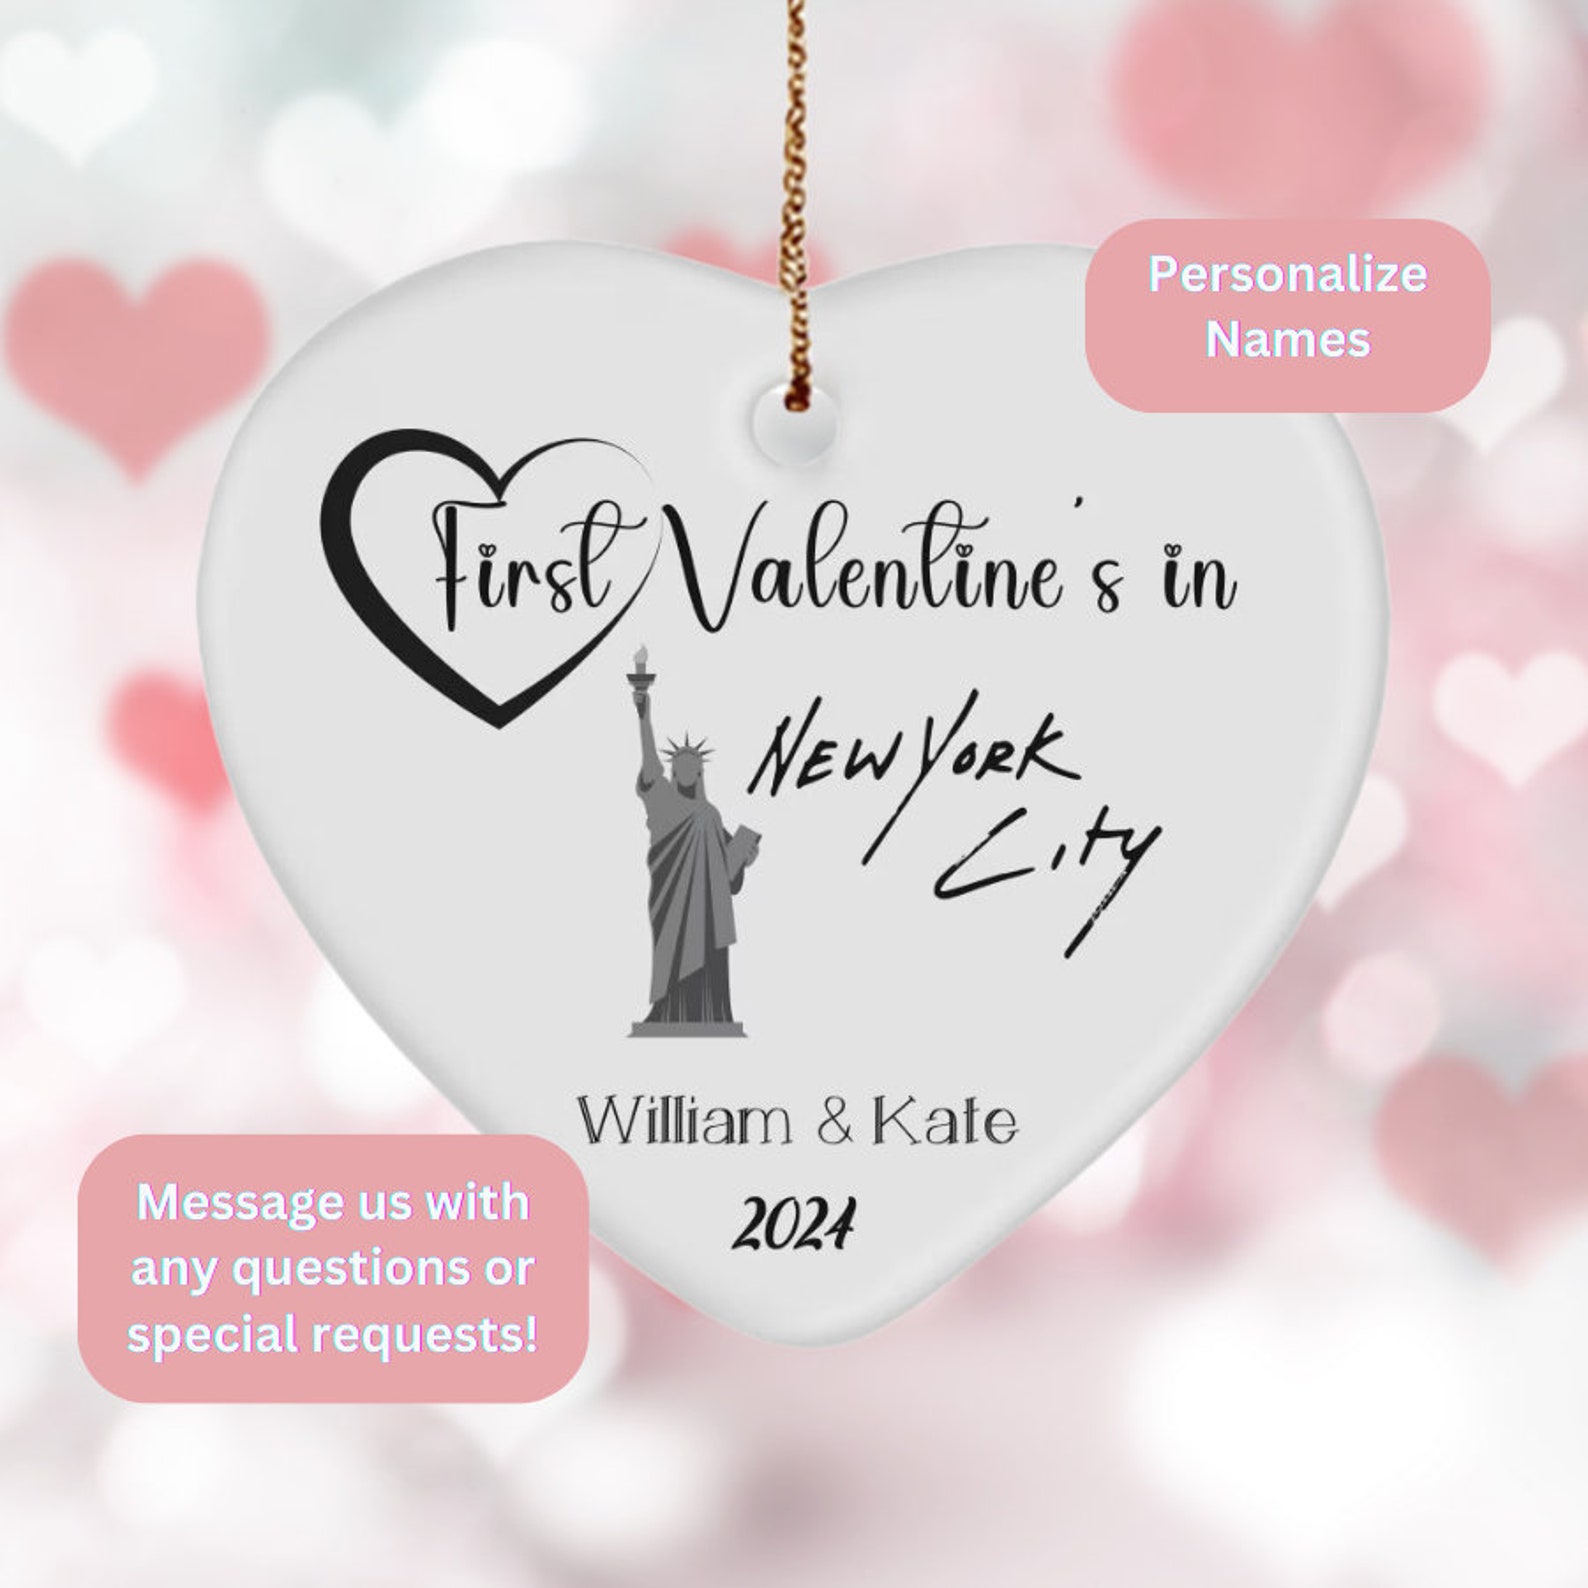 Personalize
Names
First Valentine's in
New York
City
William & Kate
2024
Message us with
any questions or
special requests!